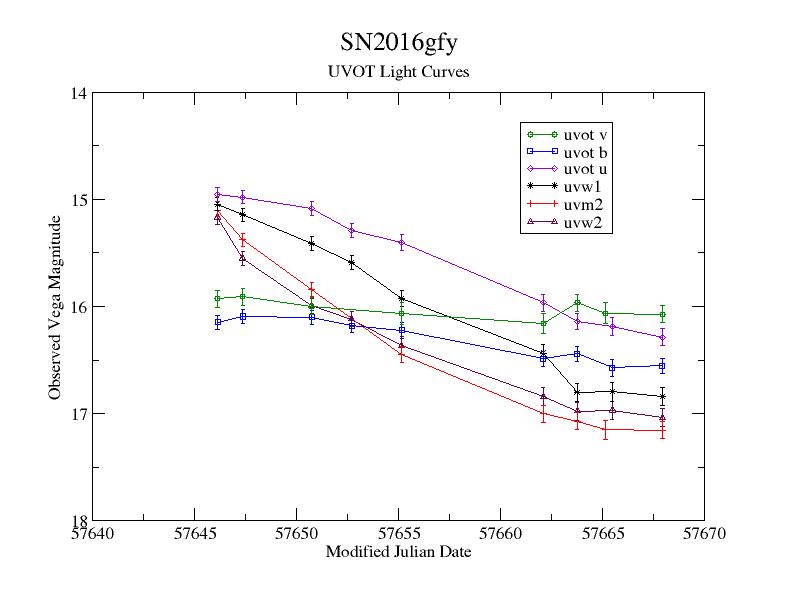 SN2016gfy
UVOT Light Curves
14
15
16
17
18
Observed Vega Magnitude
uvot v
uvot b
uvot u
uvw1
uvm2
uvw2
57640 57645 57650 57655 57660 57665 57670
Modified Julian Date